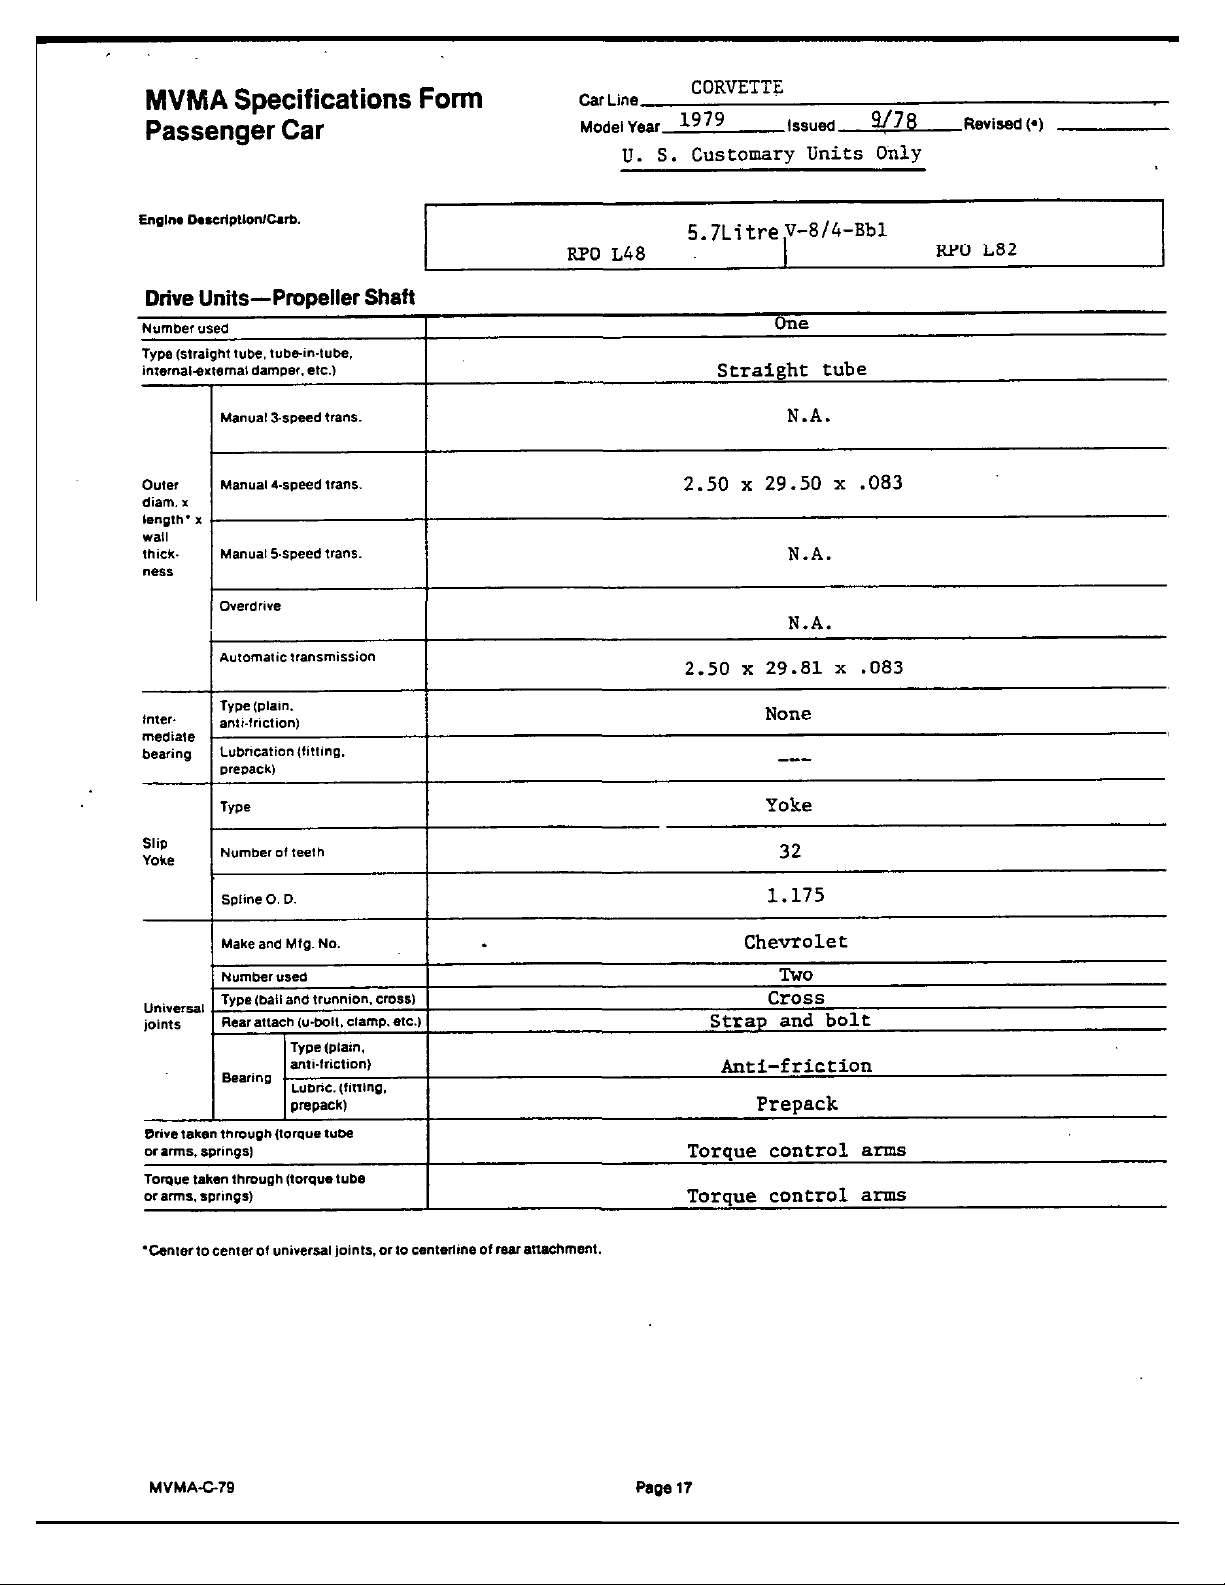 MVMA Specifications Form
Passenger Car
Car Line CORVETTE
Model Year 1979 Issued 9/78 Revised (•)
U. S. Customary Units Only
Engine Description/Carb.
5.7Litre V-8/4-Bbl
RPO L48 RPO L82
Drive Units—Propeller Shaft
Number used One
Type (straight tube, tube-in-tube,
internal-external damper, etc.) Straight tube
Outer
diam. x
length* x
wall
thick-
ness
Manual 3-speed trans. N.A.
Manual 4-speed trans. 2.50 x 29.50 x .083
Manual 5-speed trans. N.A.
Overdrive N.A.
Automatic transmission 2.50 x 29.81 x .083
Inter-
mediate
bearing
Type (plain,
anti-friction) None
Lubrication (fitting,
prepack) ---
Slip
Yoke
Type Yoke
Number of teeth 32
Spline O. D. 1.175
Universal
joints
Make and Mfg. No. Chevrolet
Number used Two
Type (ball and trunnion, cross) Cross
Rear attach (u-bolt, clamp, etc.) Strap and bolt
Bearing
Type (plain,
anti-friction) Anti-friction
Lubric. (fitting,
prepack) Prepack
Drive taken through (torque tube
or arms, springs) Torque control arms
Torque taken through (torque tube
or arms, springs) Torque control arms
*Center to center of universal joints, or to centerline of rear attachment.
MVMA-C-79 Page 17